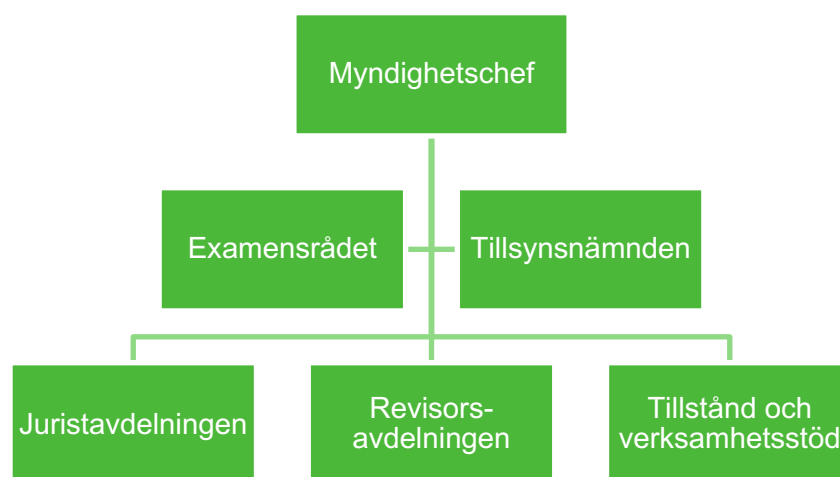 Myndighetschef
Examensrådet
Tillsynsnämnden
Juristavdelningen
Revisors-
avdelningen
Tillstånd och
verksamhetsstöd